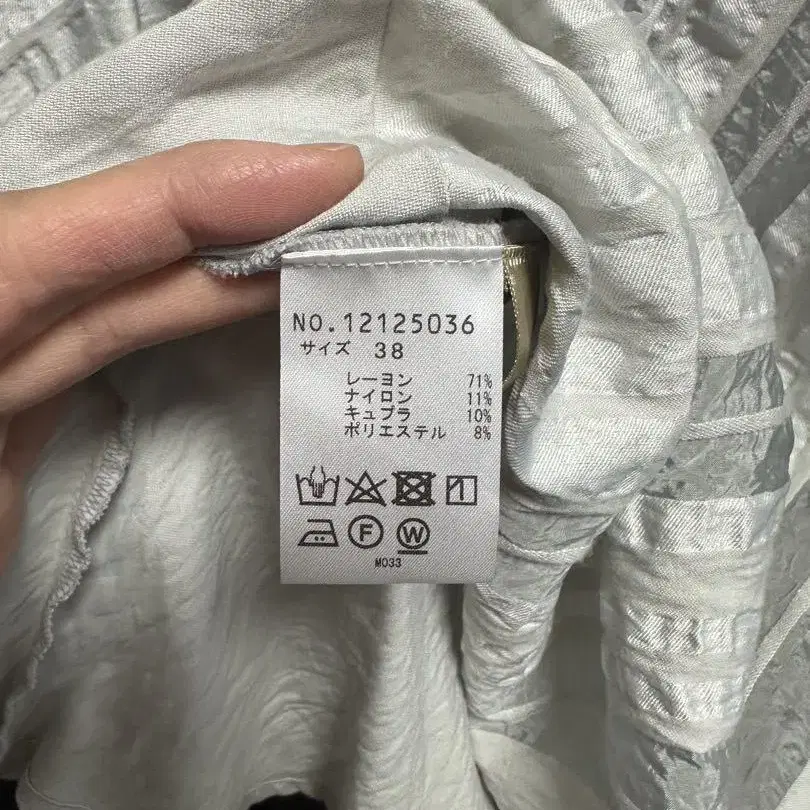 NO.12125036
サイズ 38
レーヨン 71%
ナイロン 11%
キュプラ 10%
ポリエステル 8%
F W
M033